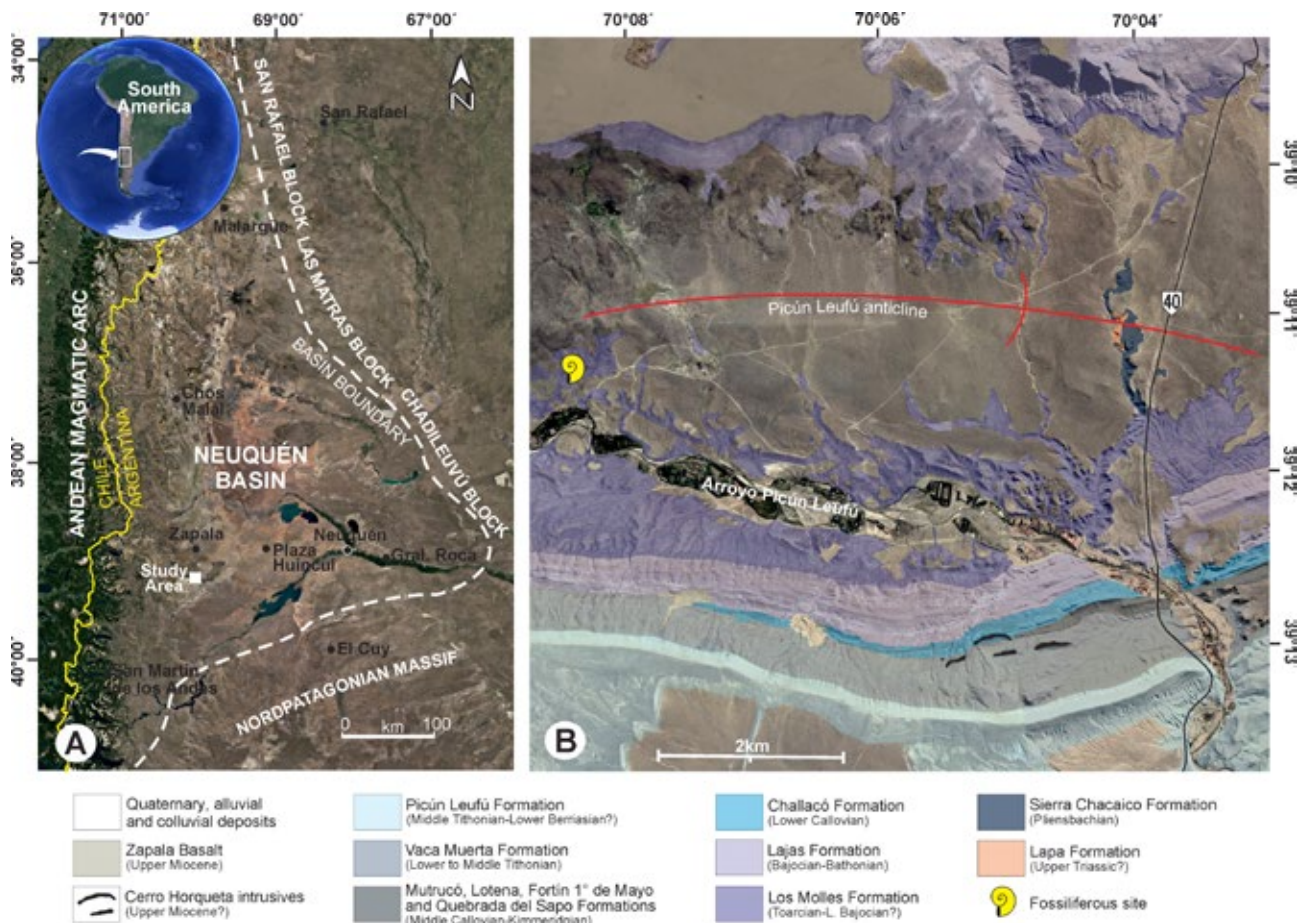 71°00'
69°00'
67°00'
34°00'
36°00'
38°00'
40°00'
South
America
N
San Rafael
Malargüe
SAN RAFAEL BLOCK
LAS MATRAS BLOCK
CHADILEUVÚ BLOCK
BASIN BOUNDARY
ANDEAN MAGMATIC ARC
CHILE
ARGENTINA
Chos
Malal
NEUQUÉN
BASIN
Zapala
Neuquén
Plaza
Huincul
Gral. Roca
Study
Area
El Cuy
San Martín
de los Andes
NORDPATAGONIAN MASSIF
0 km 100
A
70°08'
70°06'
70°04'
39°10'
39°11'
39°12'
39°13'
Picún Leufú anticline
40
Arroyo Picún Leufú
2km
B
Quaternary, alluvial
and colluvial deposits
Zapala Basalt
(Upper Miocene)
Cerro Horqueta intrusives
(Upper Miocene?)
Picún Leufú Formation
(Middle Tithonian-Lower Berriasian?)
Vaca Muerta Formation
(Lower to Middle Tithonian)
Mutrucó, Lotena, Fortín 1° de Mayo
and Quebrada del Sapo Formations
(Middle Callovian-Kimmeridgian)
Challacó Formation
(Lower Callovian)
Lajas Formation
(Bajocian-Bathonian)
Los Molles Formation
(Toarcian-L. Bajocian?)
Sierra Chacaico Formation
(Pliensbachian)
Lapa Formation
(Upper Triassic?)
Fossiliferous site